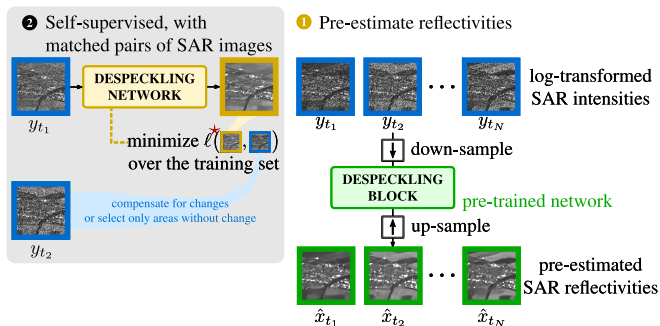 ❷ Self-supervised, with
matched pairs of SAR images
DESPECKLING
NETWORK
y_{t_1}
minimize ℓ( , )
over the training set
compensate for changes
or select only areas without change
y_{t_2}
① Pre-estimate reflectivities
y_{t_1} y_{t_2} ⋯ y_{t_N}
log-transformed
SAR intensities
down-sample
DESPECKLING
BLOCK
pre-trained network
up-sample
pre-estimated
SAR reflectivities
x̂_{t_1} x̂_{t_2} ⋯ x̂_{t_N}